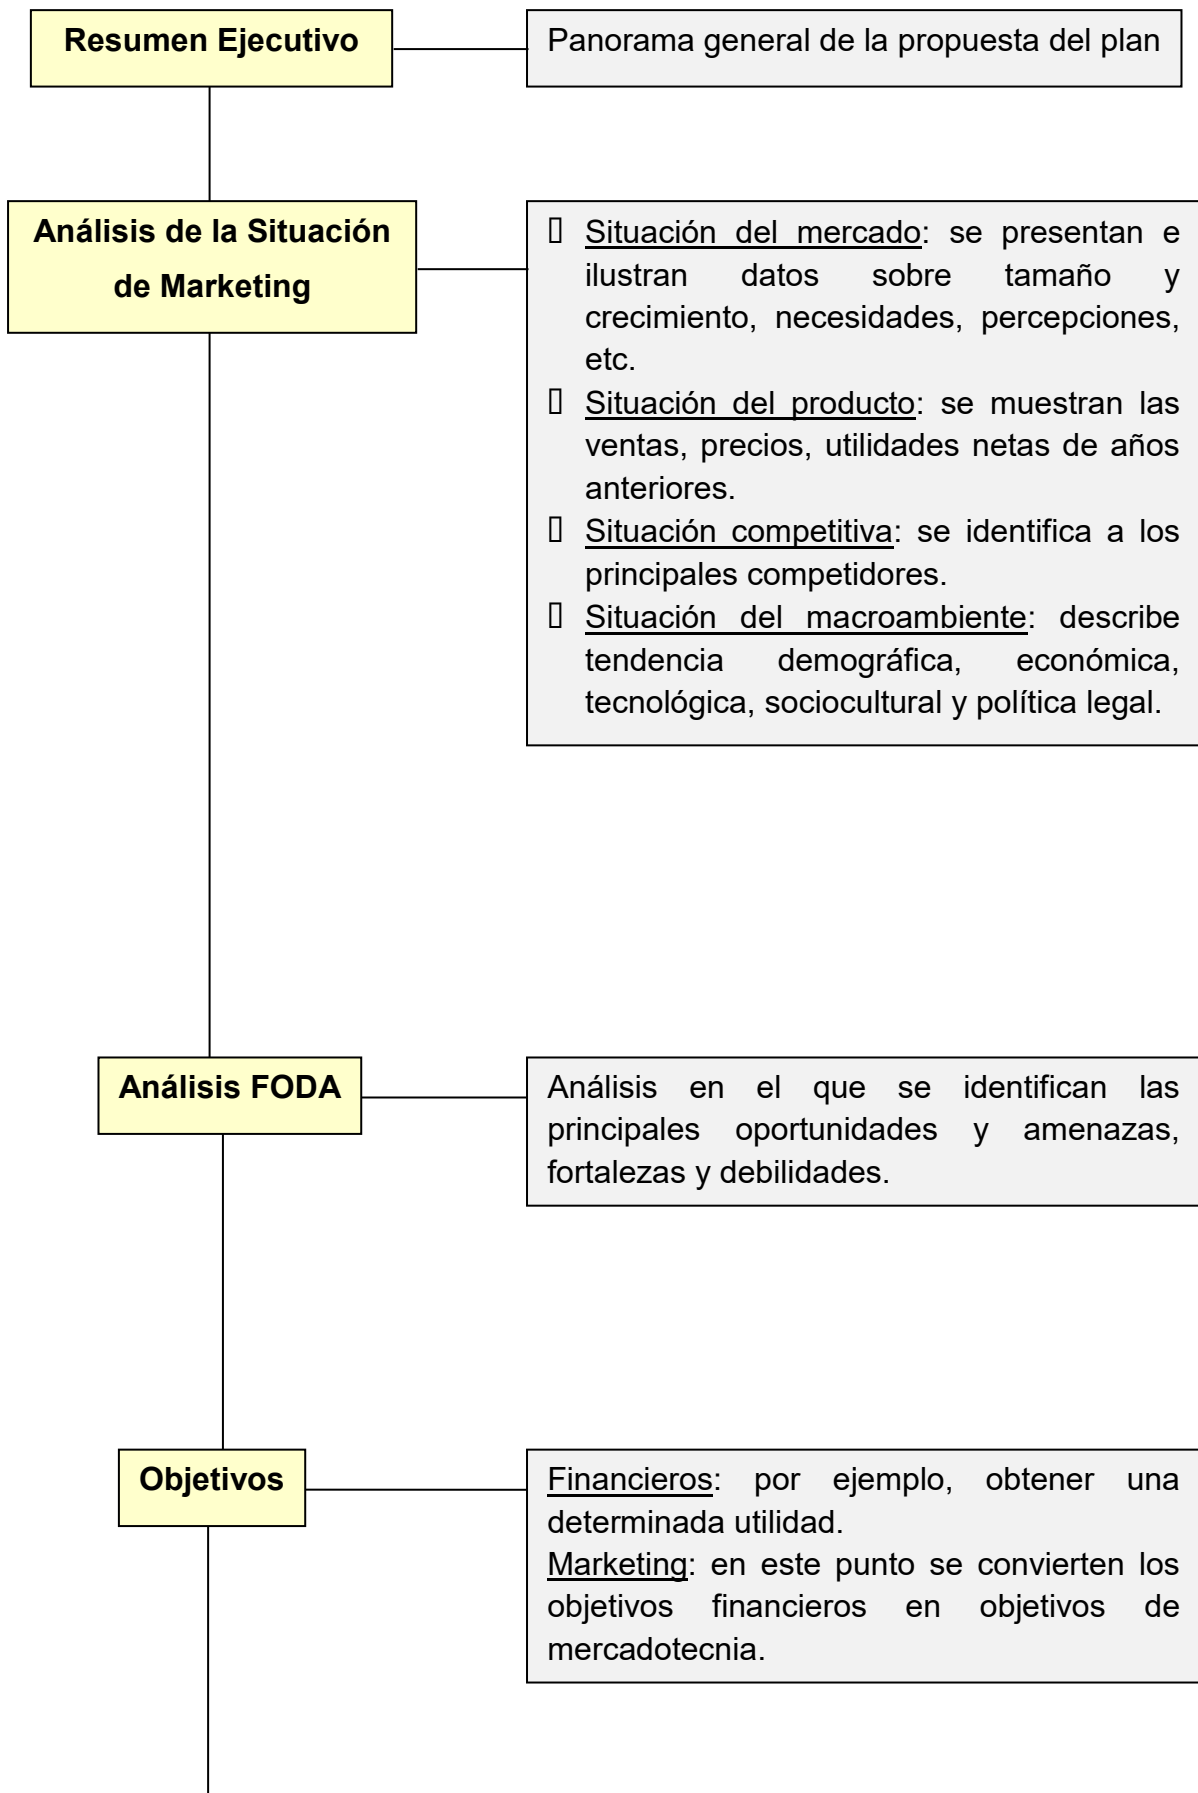 Resumen Ejecutivo
Panorama general de la propuesta del plan
Análisis de la Situación
de Marketing
Situación del mercado: se presentan e
ilustran datos sobre tamaño y
crecimiento, necesidades, percepciones,
etc.
Situación del producto: se muestran las
ventas, precios, utilidades netas de años
anteriores.
Situación competitiva: se identifica a los
principales competidores.
Situación del macroambiente: describe
tendencia demográfica, económica,
tecnológica, sociocultural y política legal.
Análisis FODA
Análisis en el que se identifican las
principales oportunidades y amenazas,
fortalezas y debilidades.
Objetivos
Financieros: por ejemplo, obtener una
determinada utilidad.
Marketing: en este punto se convierten los
objetivos financieros en objetivos de
mercadotecnia.